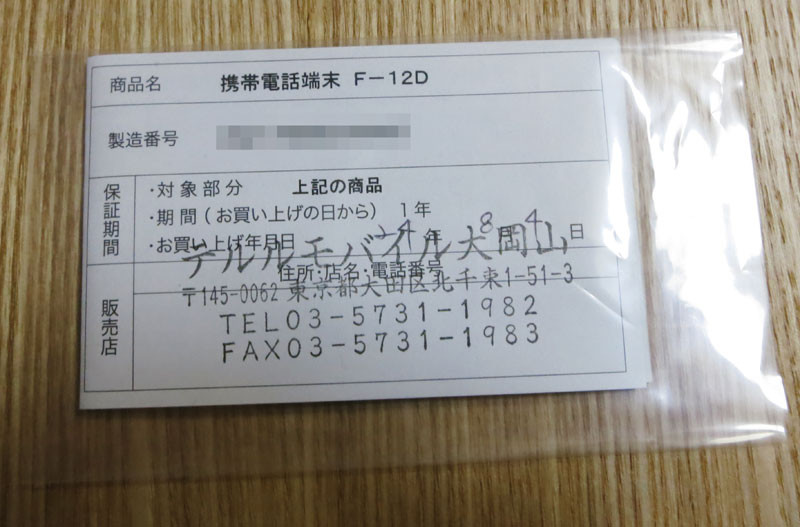 商品名 携帯電話端末 F-12D
製造番号
保証期間
・対象部分 上記の商品
・期間(お買い上げの日から) 1年
・お買い上げ年月日 24年 8月 4日
販売店
住所・店名・電話番号
テルルモバイル大岡山
〒145-0062 東京都大田区北千束1-51-3
TEL03-5731-1982
FAX03-5731-1983